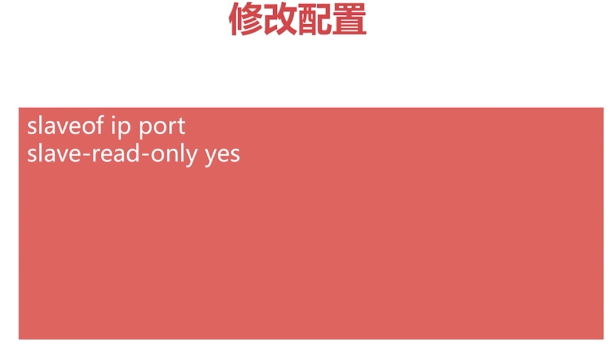 修改配置
slaveof ip port
slave-read-only yes